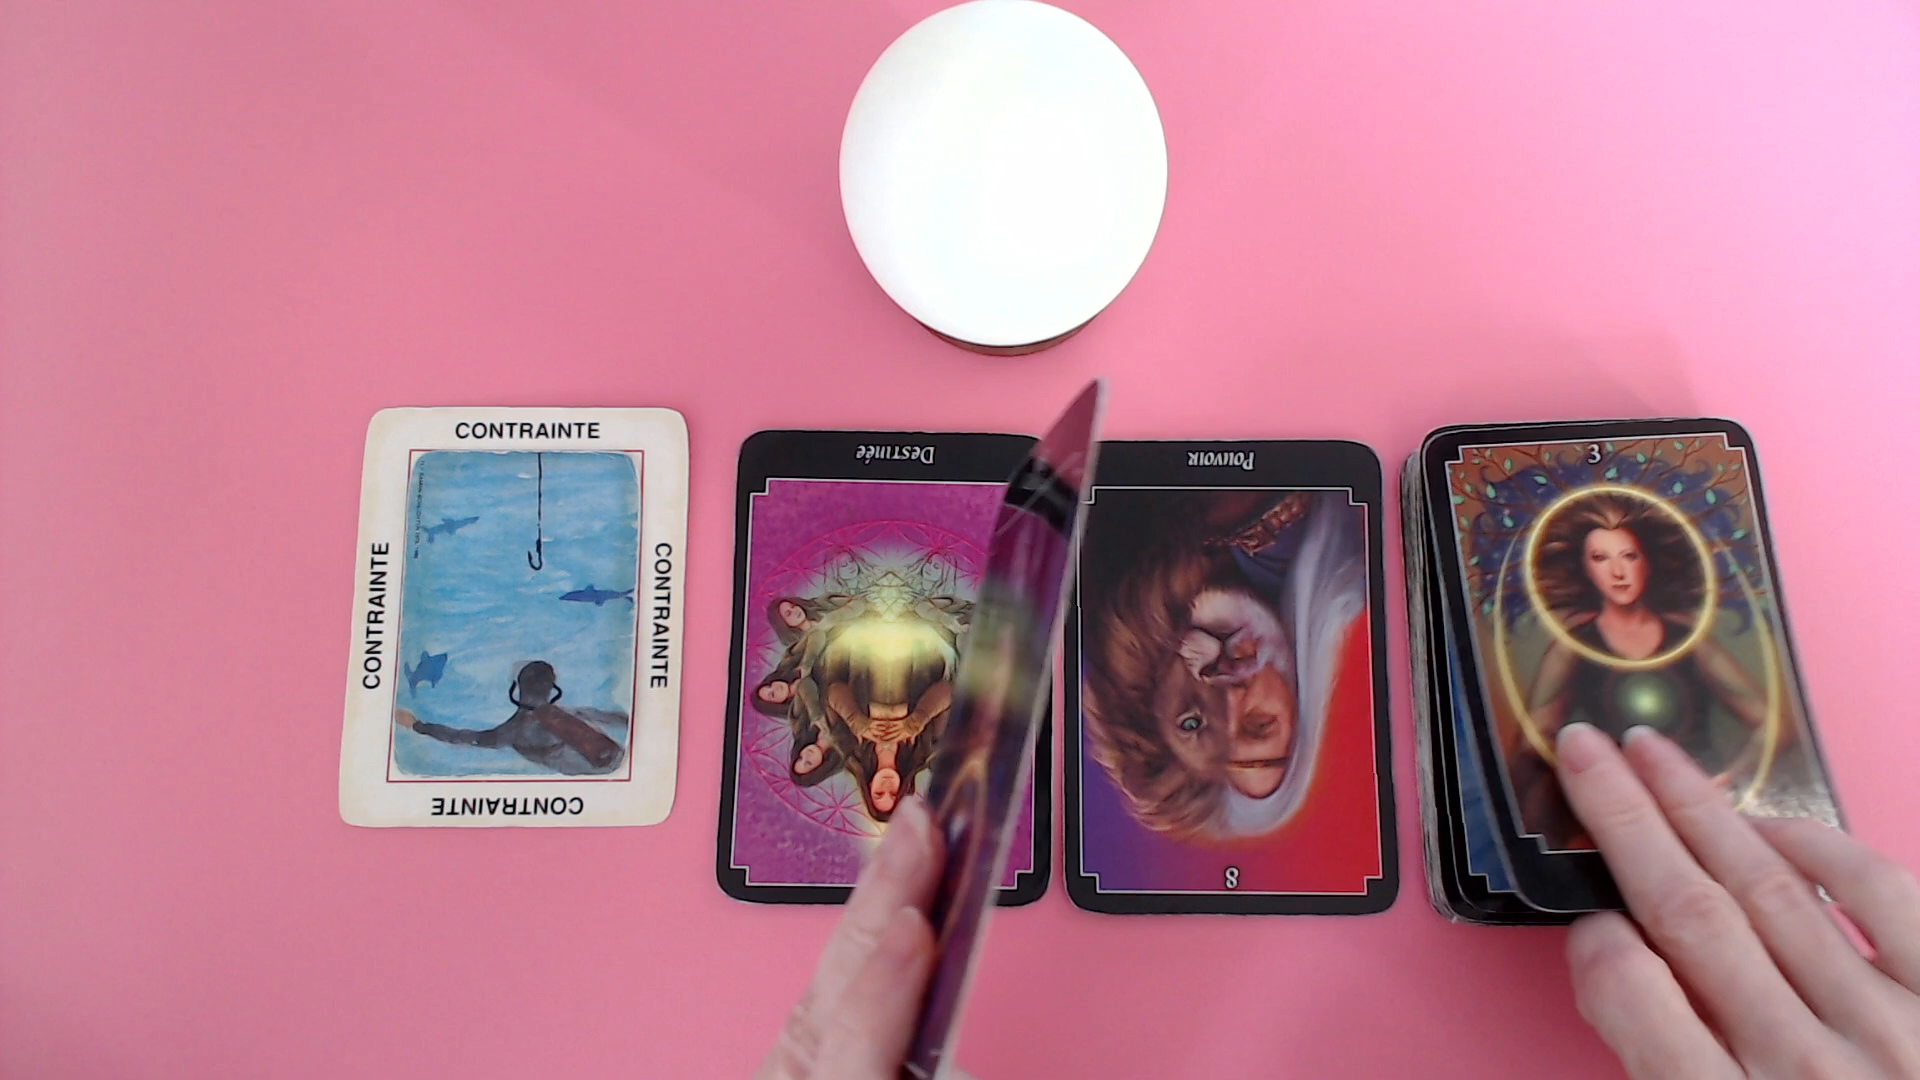 CONTRAINTE
CONTRAINTE
CONTRAINTE
CONTRAINTE
Destinée
Pouvoir
8
3